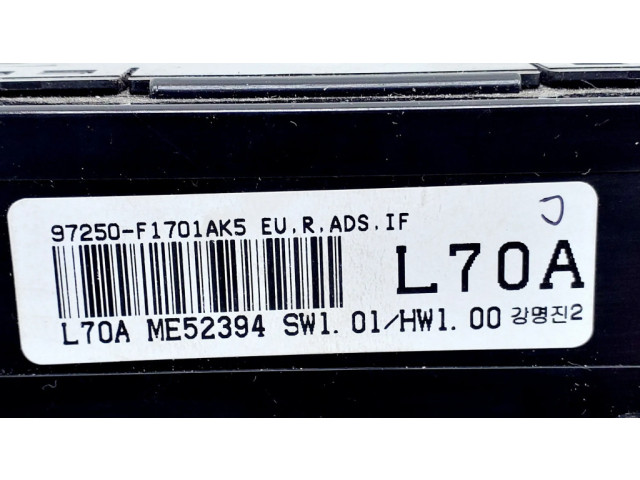 97250-F1701AK5 EU.R.ADS.IF
L70A
L70A ME52394 SW1.01/HW1.00 강명진2